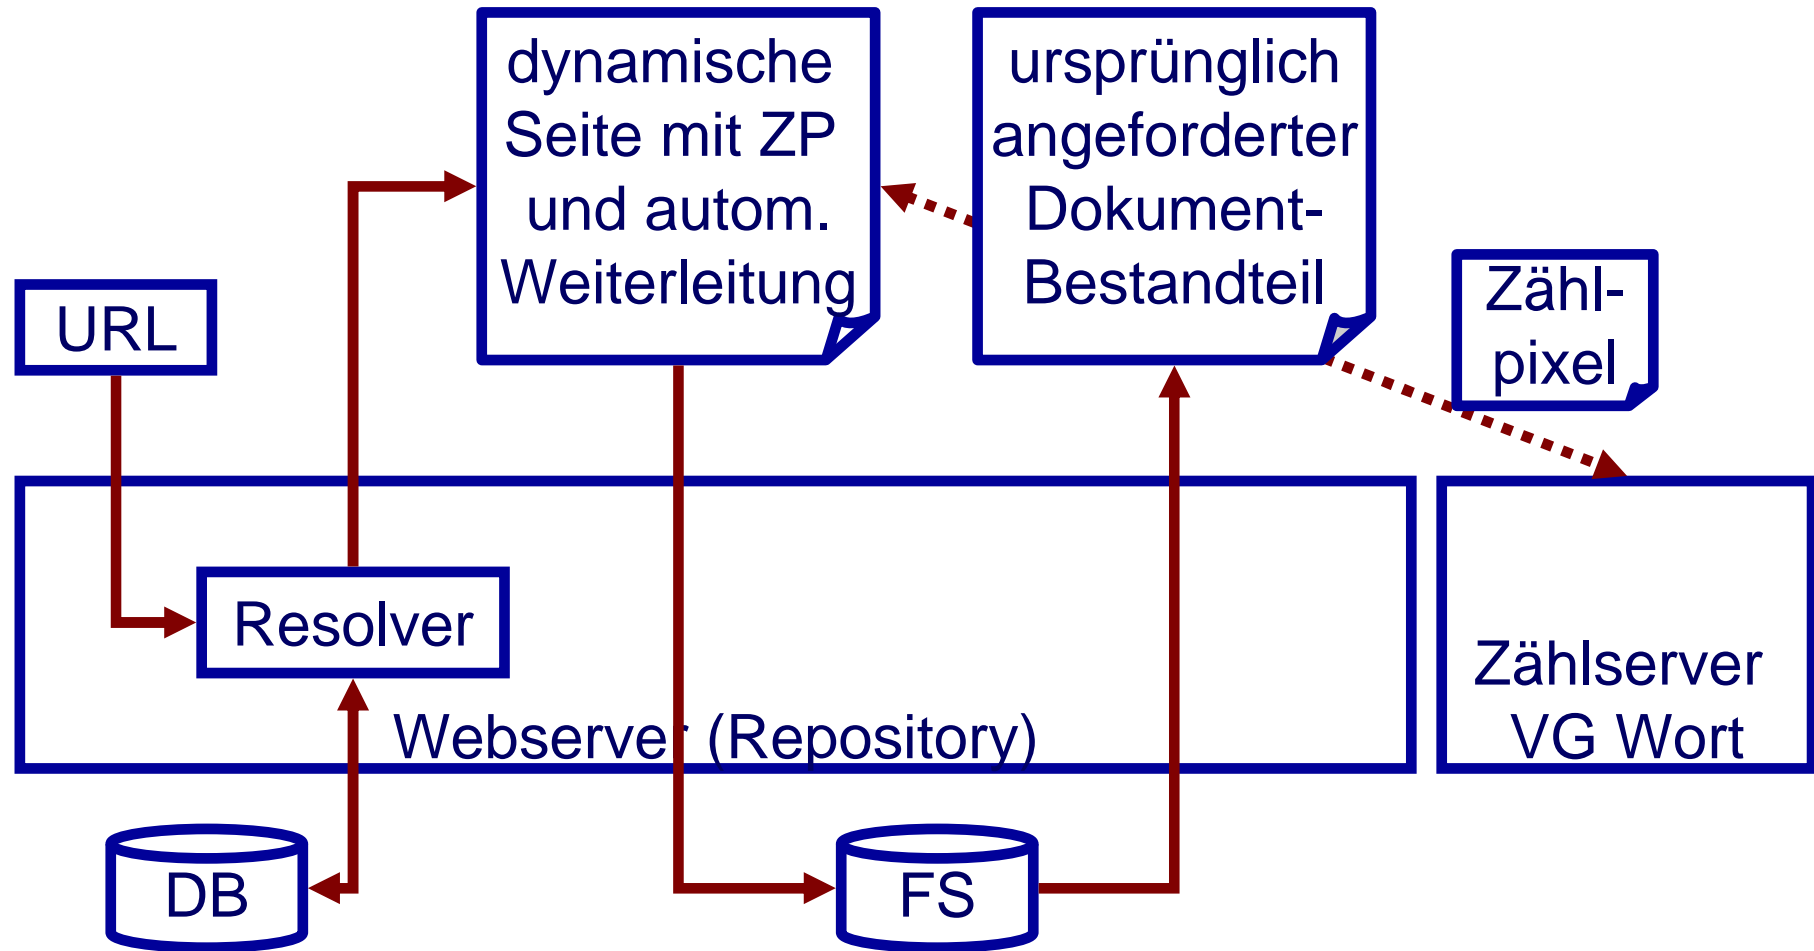 dynamische
Seite mit ZP
und autom.
Weiterleitung
ursprünglich
angeforderter
Dokument-
Bestandteil
Zähl-
pixel
URL
Resolver
Webserver (Repository)
Zählserver
VG Wort
DB
FS